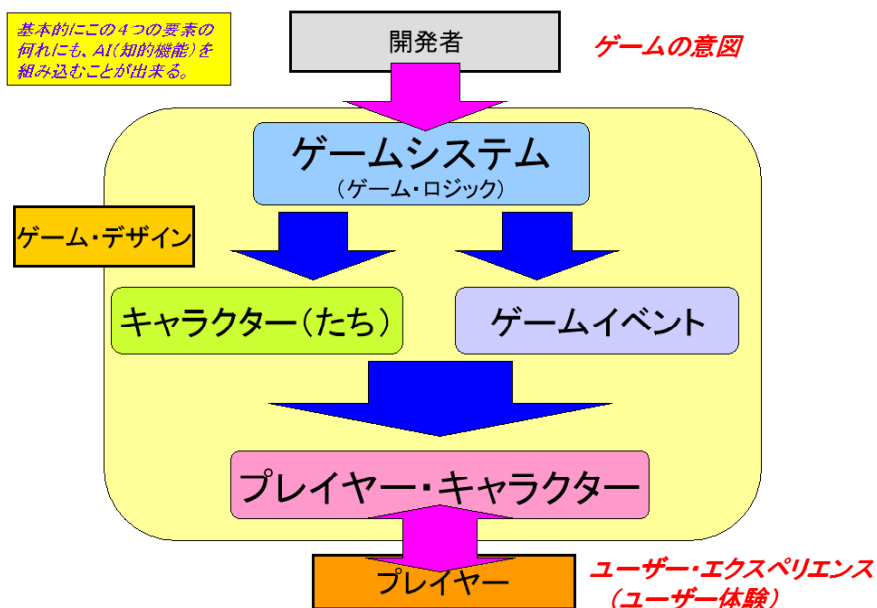 基本的にこの４つの要素の
何れにも、AI(知的機能)を
組み込むことが出来る。
開発者
ゲームの意図
ゲームシステム
（ゲーム・ロジック）
ゲーム・デザイン
キャラクター（たち）
ゲームイベント
プレイヤー・キャラクター
プレイヤー
ユーザー・エクスペリエンス
（ユーザー体験）